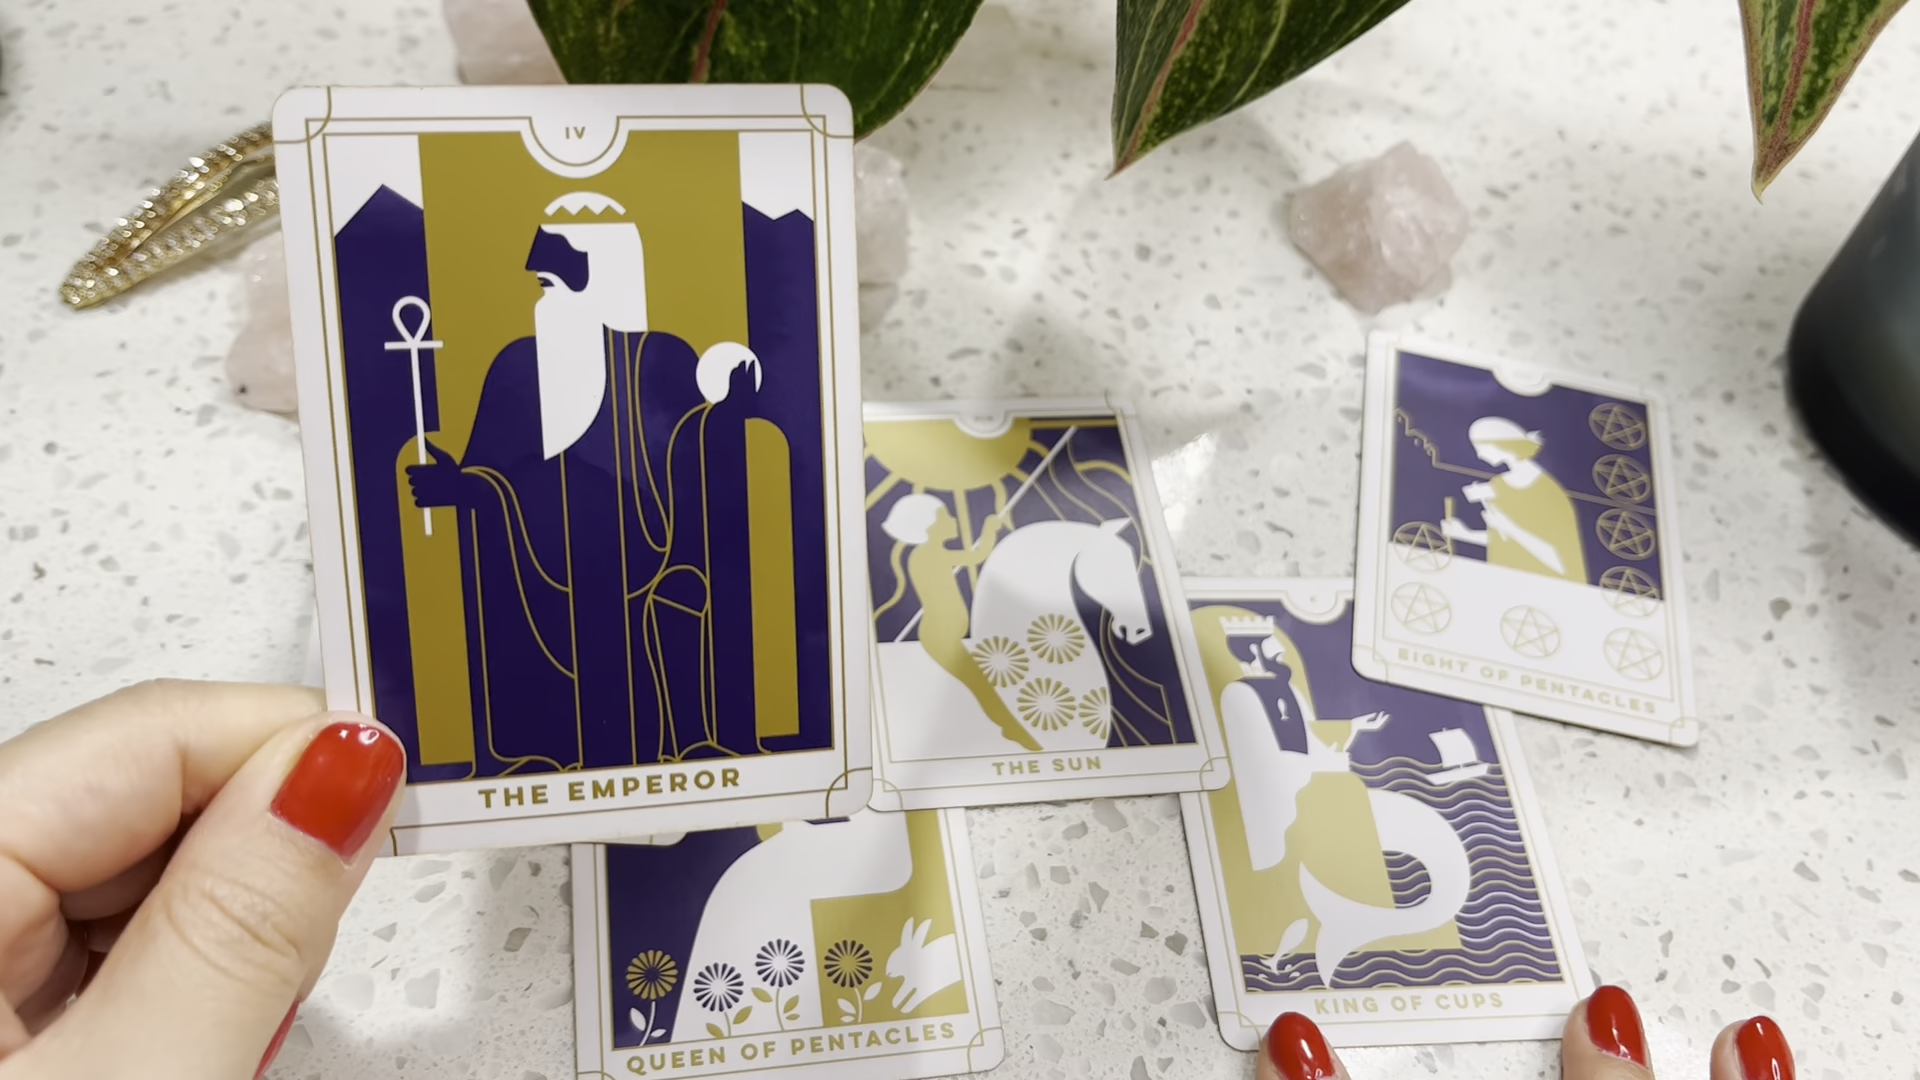 IV
THE EMPEROR
THE SUN
EIGHT OF PENTACLES
KING OF CUPS
QUEEN OF PENTACLES